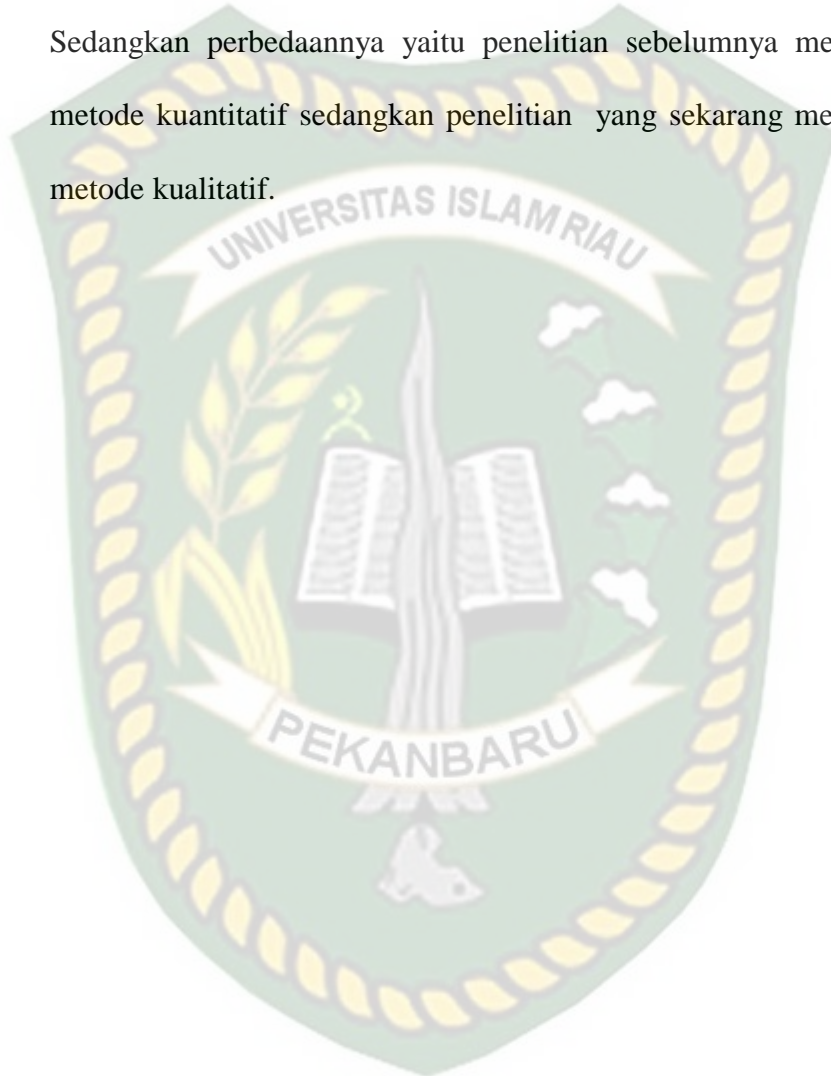 Sedangkan perbedaannya yaitu penelitian sebelumnya me
metode kuantitatif sedangkan penelitian yang sekarang me
metode kualitatif.
UNIVERSITAS ISLAM RIAU
PEKANBARU